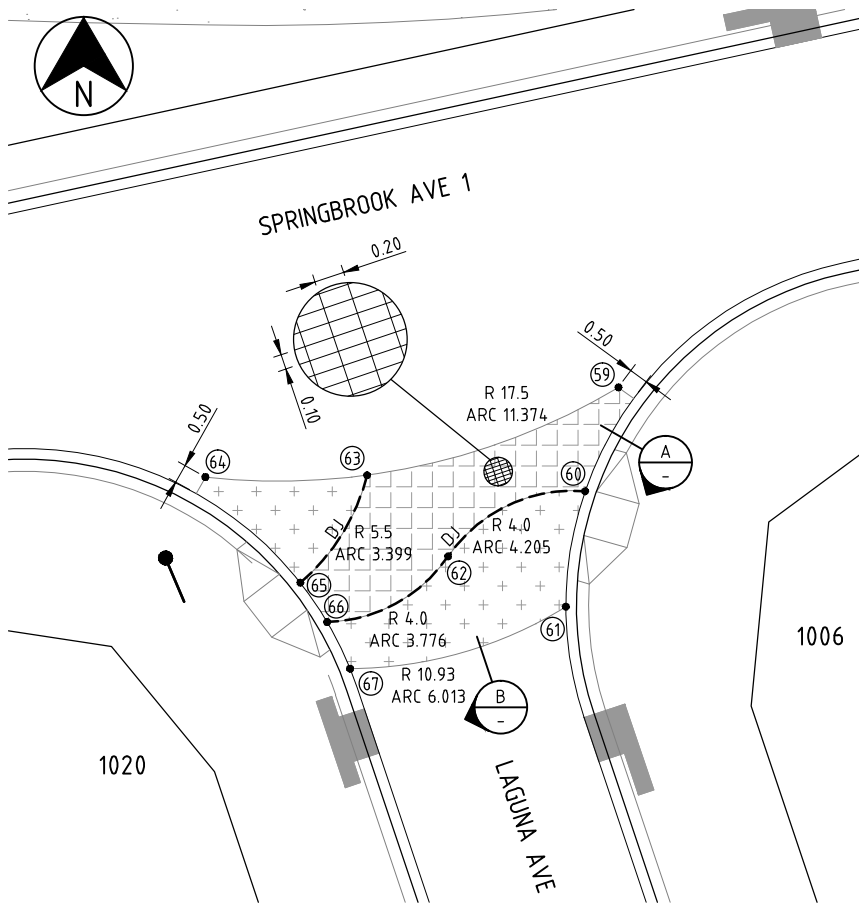 N
SPRINGBROOK AVE 1
0.20
0.10
0.50
59
R 17.5
ARC 11.374
0.50
64
63
A
-
60
DJ
R 5.5
ARC 3.399
DJ
R 4.0
ARC 4.205
62
65
66
R 4.0
ARC 3.776
61
1006
67
R 10.93
ARC 6.013
B
-
1020
LAGUNA AVE